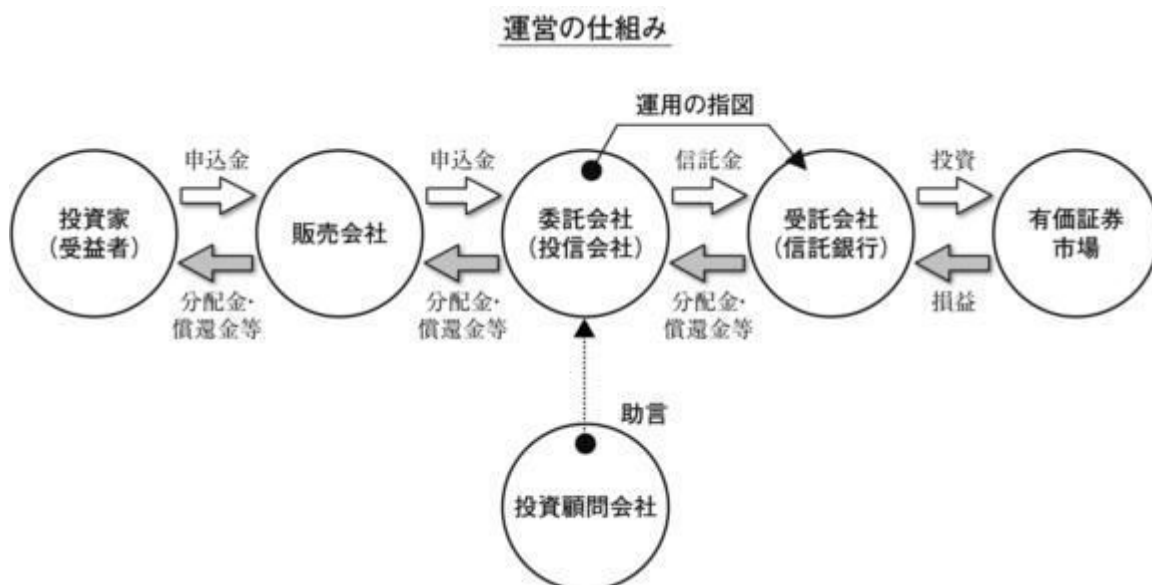 運営の仕組み
運用の指図
申込金
申込金
信託金
投資
投資家
(受益者)
販売会社
委託会社
(投信会社)
受託会社
(信託銀行)
有価証券
市場
分配金・
償還金等
分配金・
償還金等
分配金・
償還金等
損益
助言
投資顧問会社